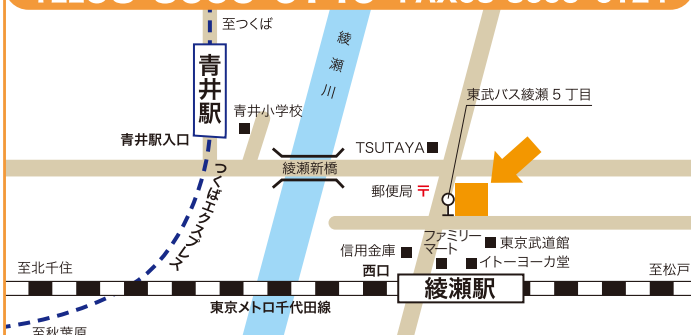 至つくば
綾瀬川
青井駅
東武バス綾瀬5丁目
青井小学校
青井駅入口
TSUTAYA
綾瀬新橋
つくばエクスプレス
郵便局 〒
ファミリー
マート
東京武道館
信用金庫
イトーヨーカ堂
至北千住
西口
至松戸
綾瀬駅
東京メトロ千代田線
至秋葉原